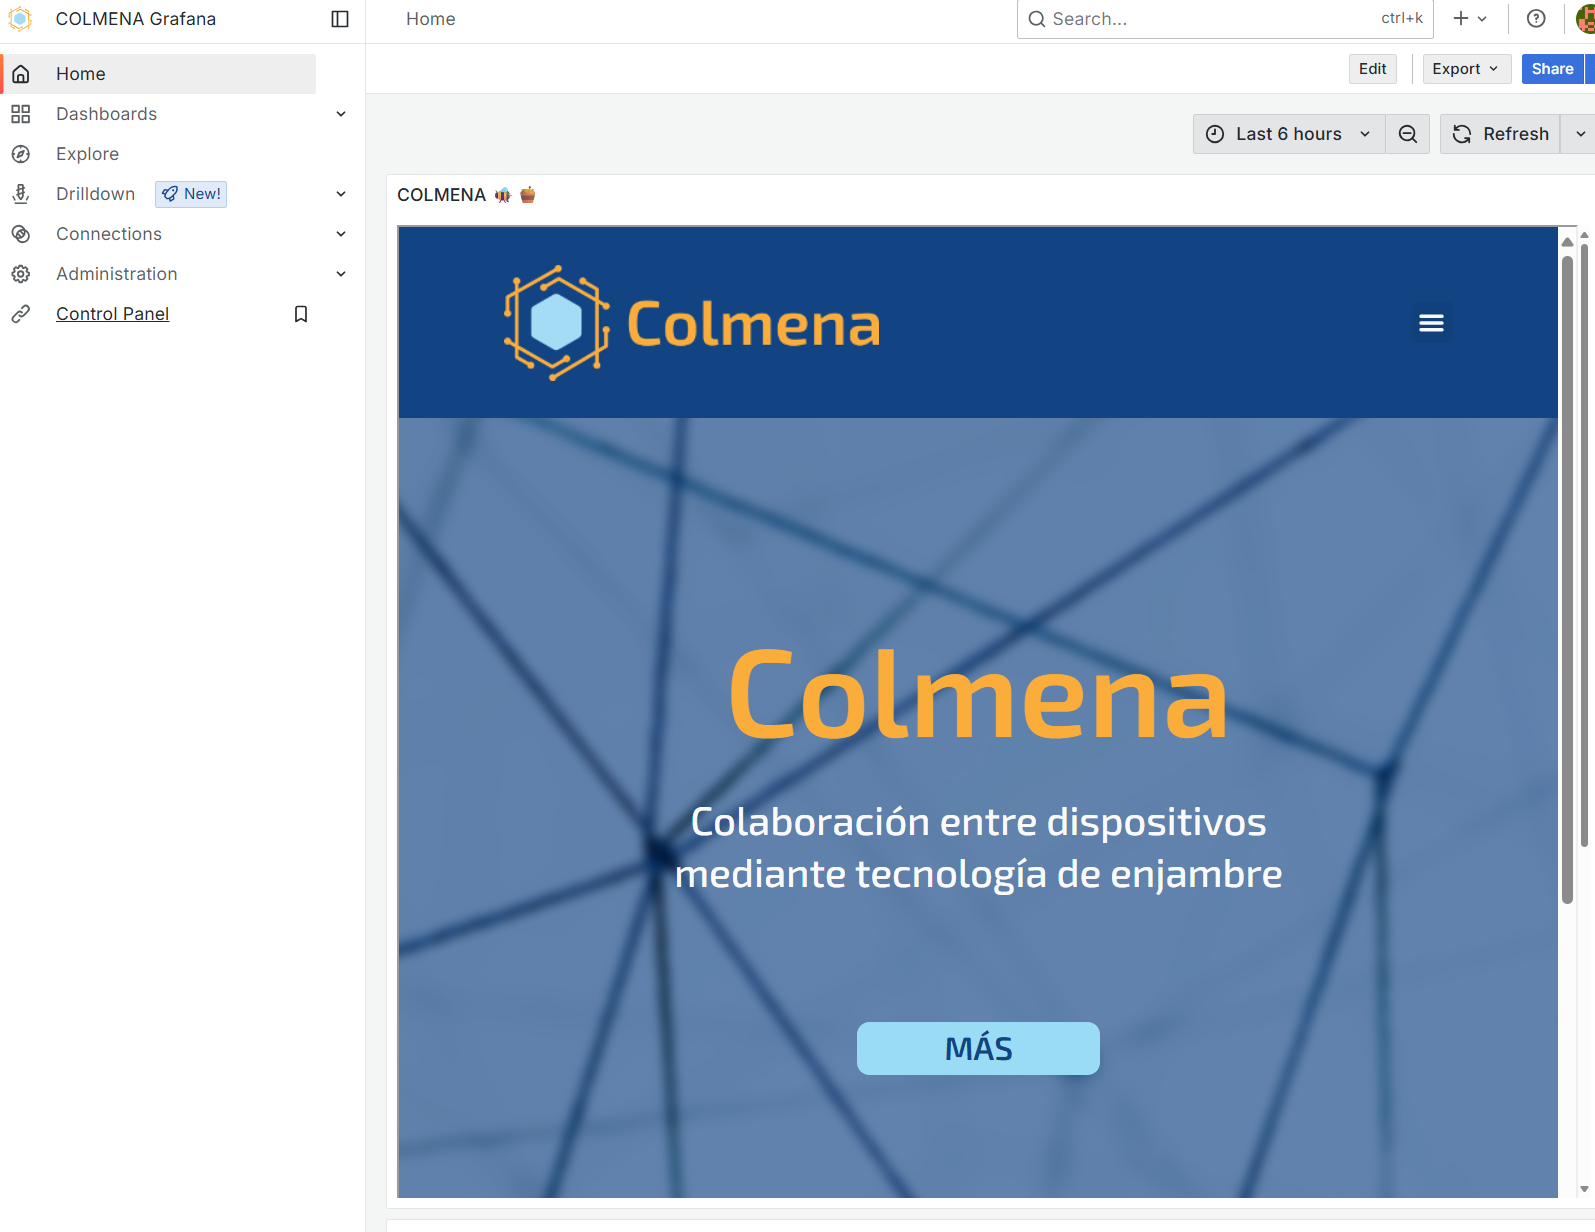 COLMENA Grafana
Home
Search...
ctrl+k
Home
Dashboards
Explore
Drilldown
New!
Connections
Administration
Control Panel
Edit
Export
Share
Last 6 hours
Refresh
COLMENA
Colmena
Colmena
Colaboración entre dispositivos
mediante tecnología de enjambre
MÁS